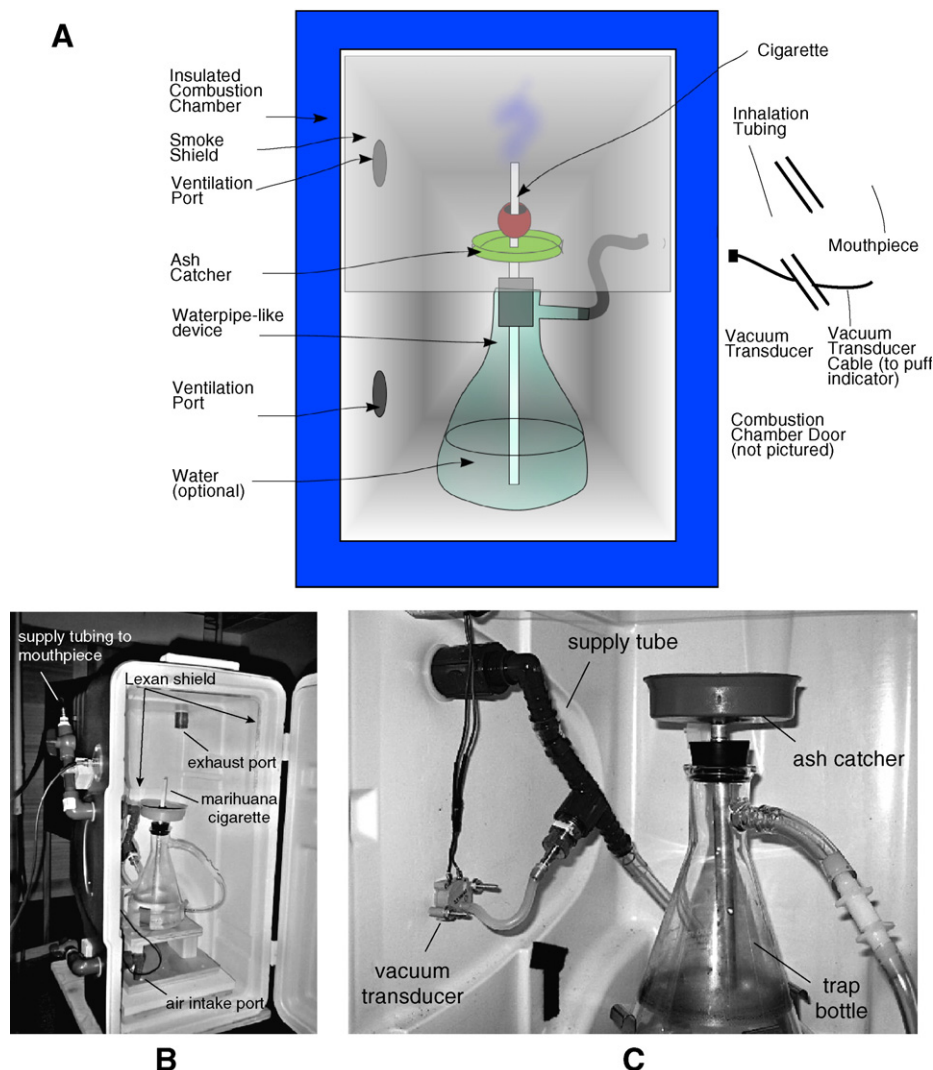 A
Insulated
Combustion
Chamber
Smoke
Shield
Ventilation
Port
Ash
Catcher
Waterpipe-like
device
Ventilation
Port
Water
(optional)
Cigarette
Inhalation
Tubing
Mouthpiece
Vacuum
Transducer
Vacuum
Transducer
Cable (to puff
indicator)
Combustion
Chamber Door
(not pictured)
supply tubing to
mouthpiece
Lexan shield
exhaust port
marihuana
cigarette
air intake port
B
supply tube
ash catcher
vacuum
transducer
trap
bottle
C